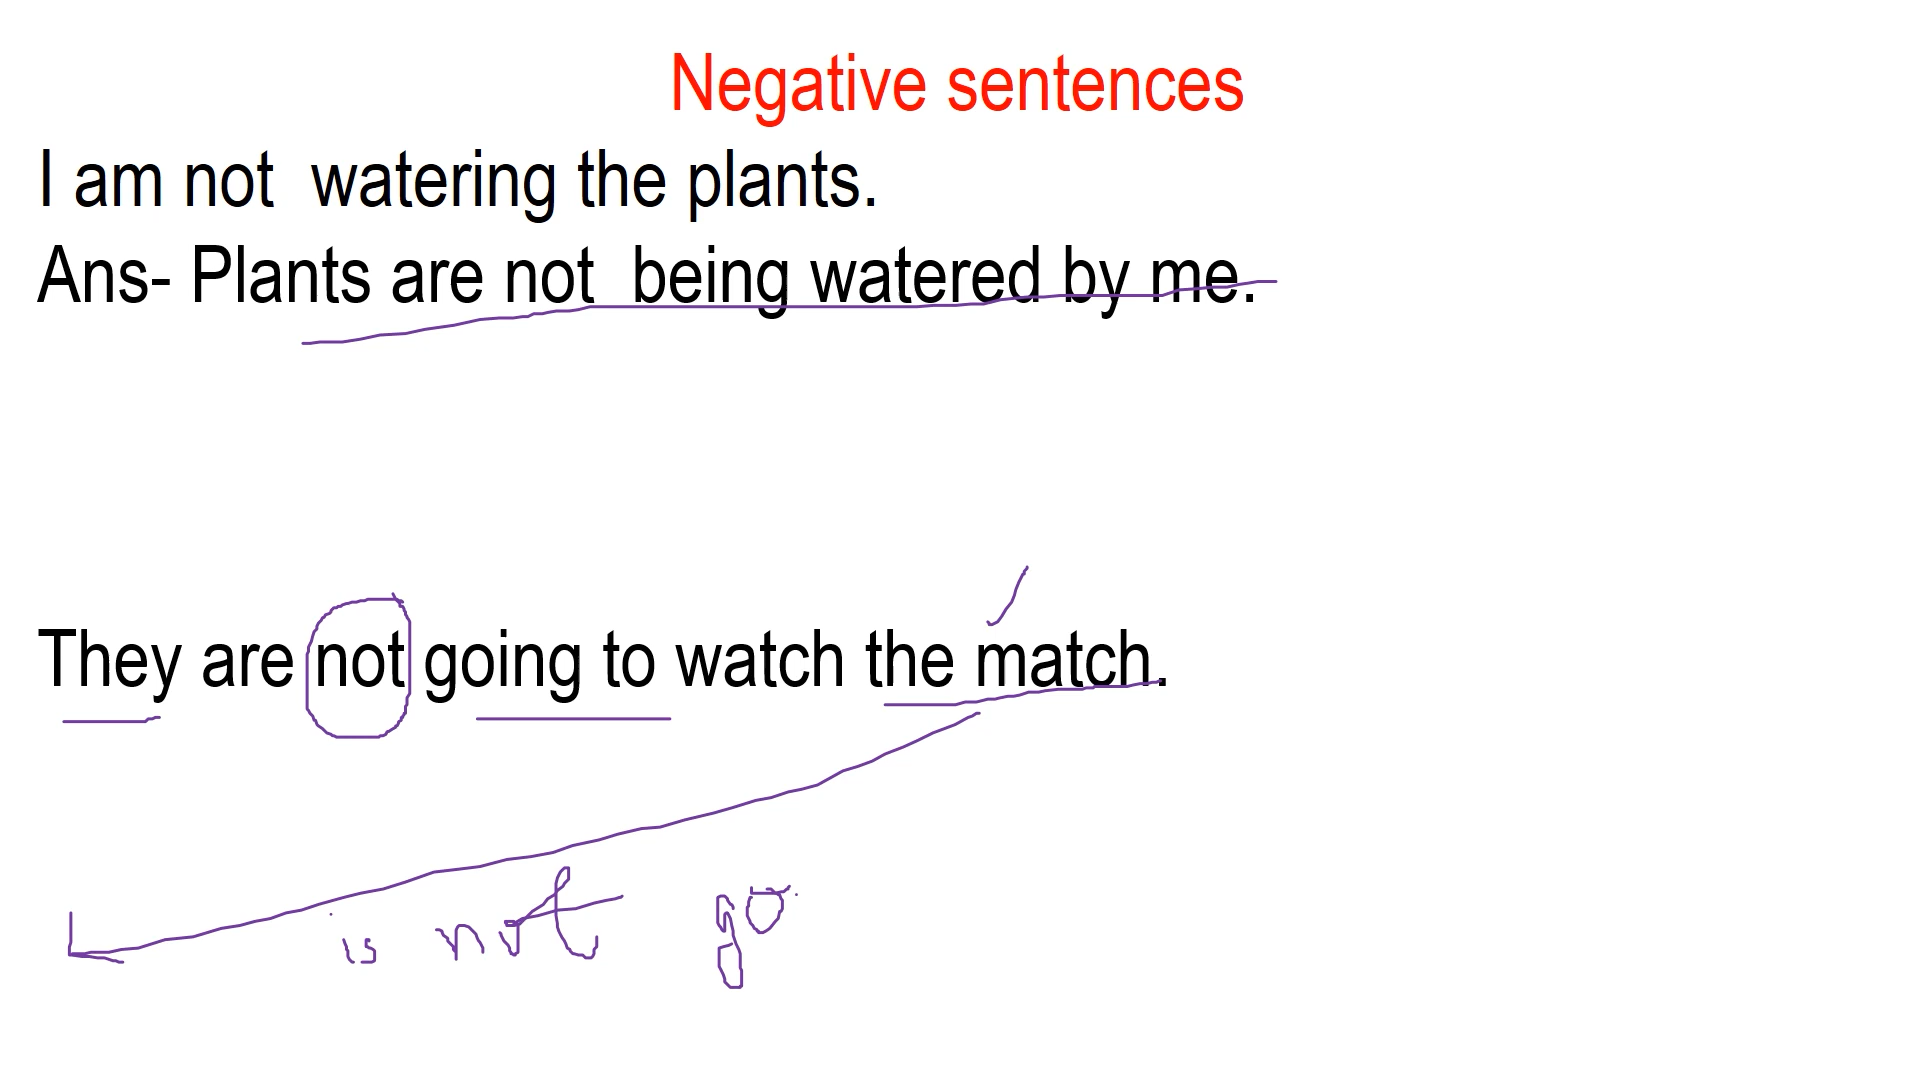 Negative sentences
I am not watering the plants.
Ans- Plants are not being watered by me.
They are not going to watch the match.
is not go